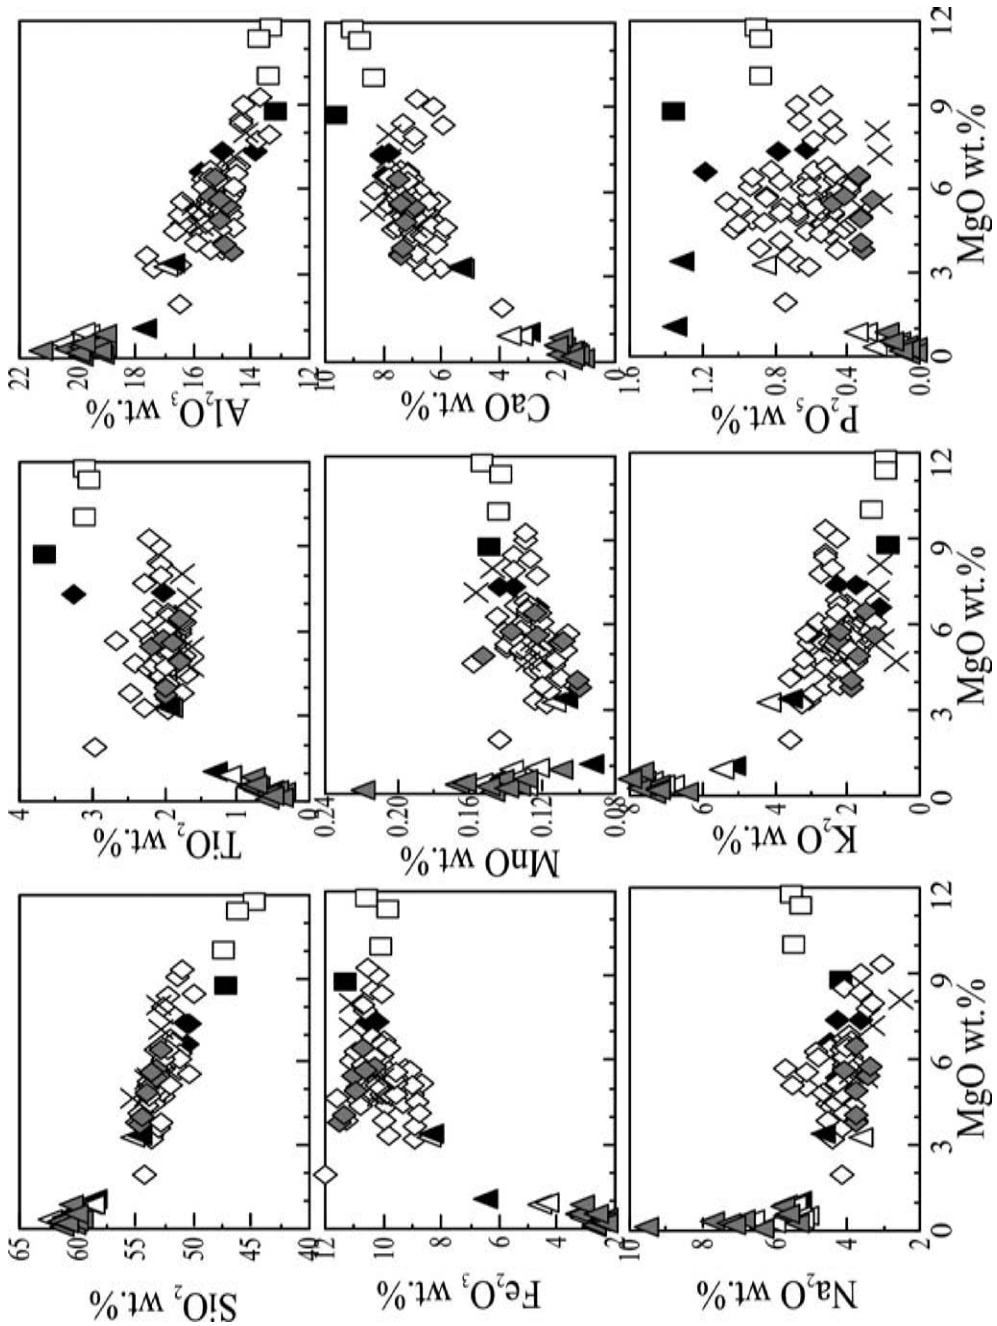 22 20 18 16 14 12
Al₂O₃ wt.%
10 8 6 4 2
CaO wt.%
1.6 1.2 0.8 0.4 0.0
P₂O₅ wt.%
0 3 6 9 12
MgO wt.%
4 3 2 1 0
TiO₂ wt.%
0.24 0.20 0.16 0.12 0.08
MnO wt.%
8 6 4 2 0
K₂O wt.%
0 3 6 9 12
MgO wt.%
65 60 55 50 45 40
SiO₂ wt.%
12 10 8 6 4 2
Fe₂O₃ wt.%
10 8 6 4 2
Na₂O wt.%
0 3 6 9 12
MgO wt.%